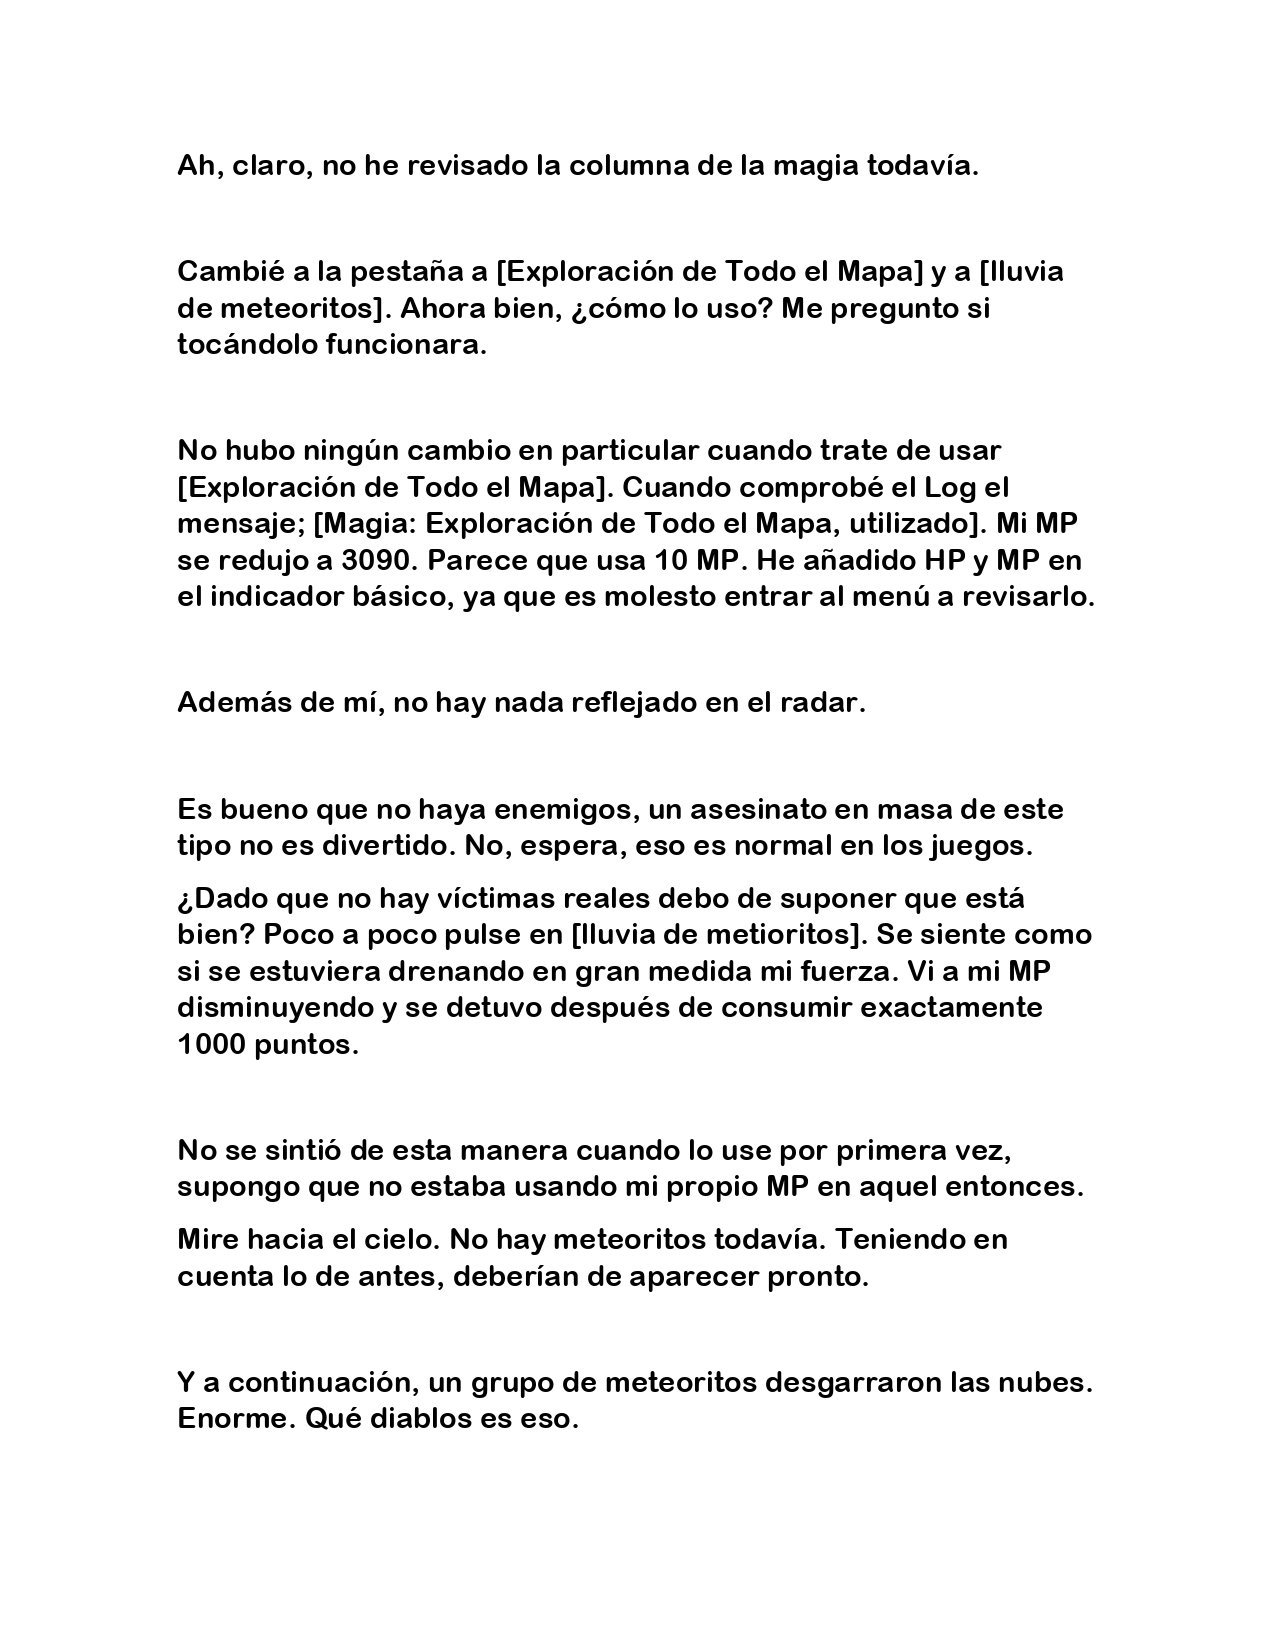 Ah, claro, no he revisado la columna de la magia todavía.
Cambié a la pestaña a [Exploración de Todo el Mapa] y a [lluvia
de meteoritos]. Ahora bien, ¿cómo lo uso? Me pregunto si
tocándolo funcionara.
No hubo ningún cambio en particular cuando trate de usar
[Exploración de Todo el Mapa]. Cuando comprobé el Log el
mensaje; [Magia: Exploración de Todo el Mapa, utilizado]. Mi MP
se redujo a 3090. Parece que usa 10 MP. He añadido HP y MP en
el indicador básico, ya que es molesto entrar al menú a revisarlo.
Además de mí, no hay nada reflejado en el radar.
Es bueno que no haya enemigos, un asesinato en masa de este
tipo no es divertido. No, espera, eso es normal en los juegos.
¿Dado que no hay víctimas reales debo de suponer que está
bien? Poco a poco pulse en [lluvia de metioritos]. Se siente como
si se estuviera drenando en gran medida mi fuerza. Vi a mi MP
disminuyendo y se detuvo después de consumir exactamente
1000 puntos.
No se sintió de esta manera cuando lo use por primera vez,
supongo que no estaba usando mi propio MP en aquel entonces.
Mire hacia el cielo. No hay meteoritos todavía. Teniendo en
cuenta lo de antes, deberían de aparecer pronto.
Y a continuación, un grupo de meteoritos desgarraron las nubes.
Enorme. Qué diablos es eso.